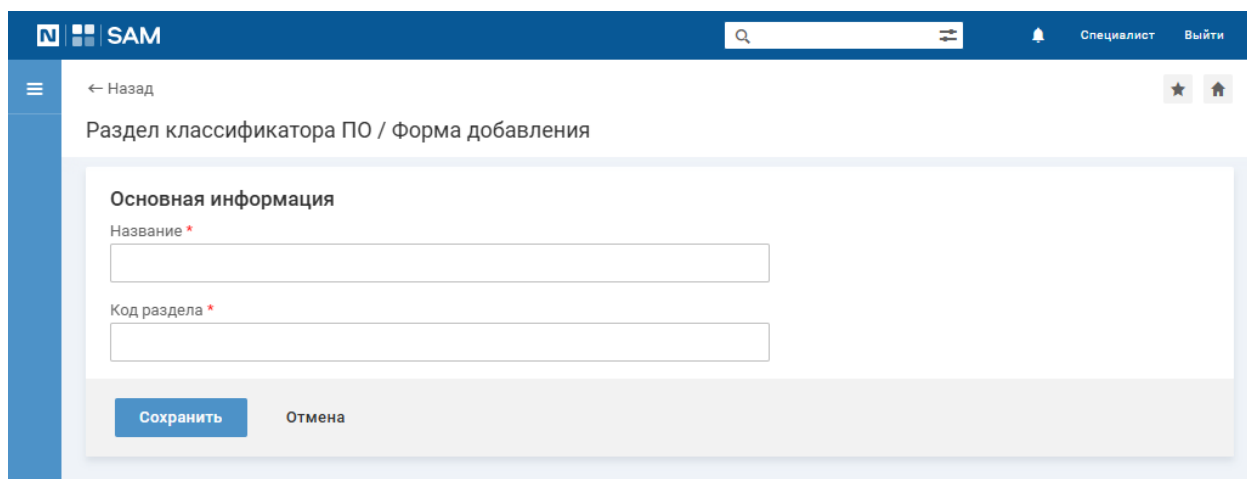 N SAM Специалист Выйти
← Назад
Раздел классификатора ПО / Форма добавления
Основная информация
Название *
Код раздела *
Сохранить Отмена